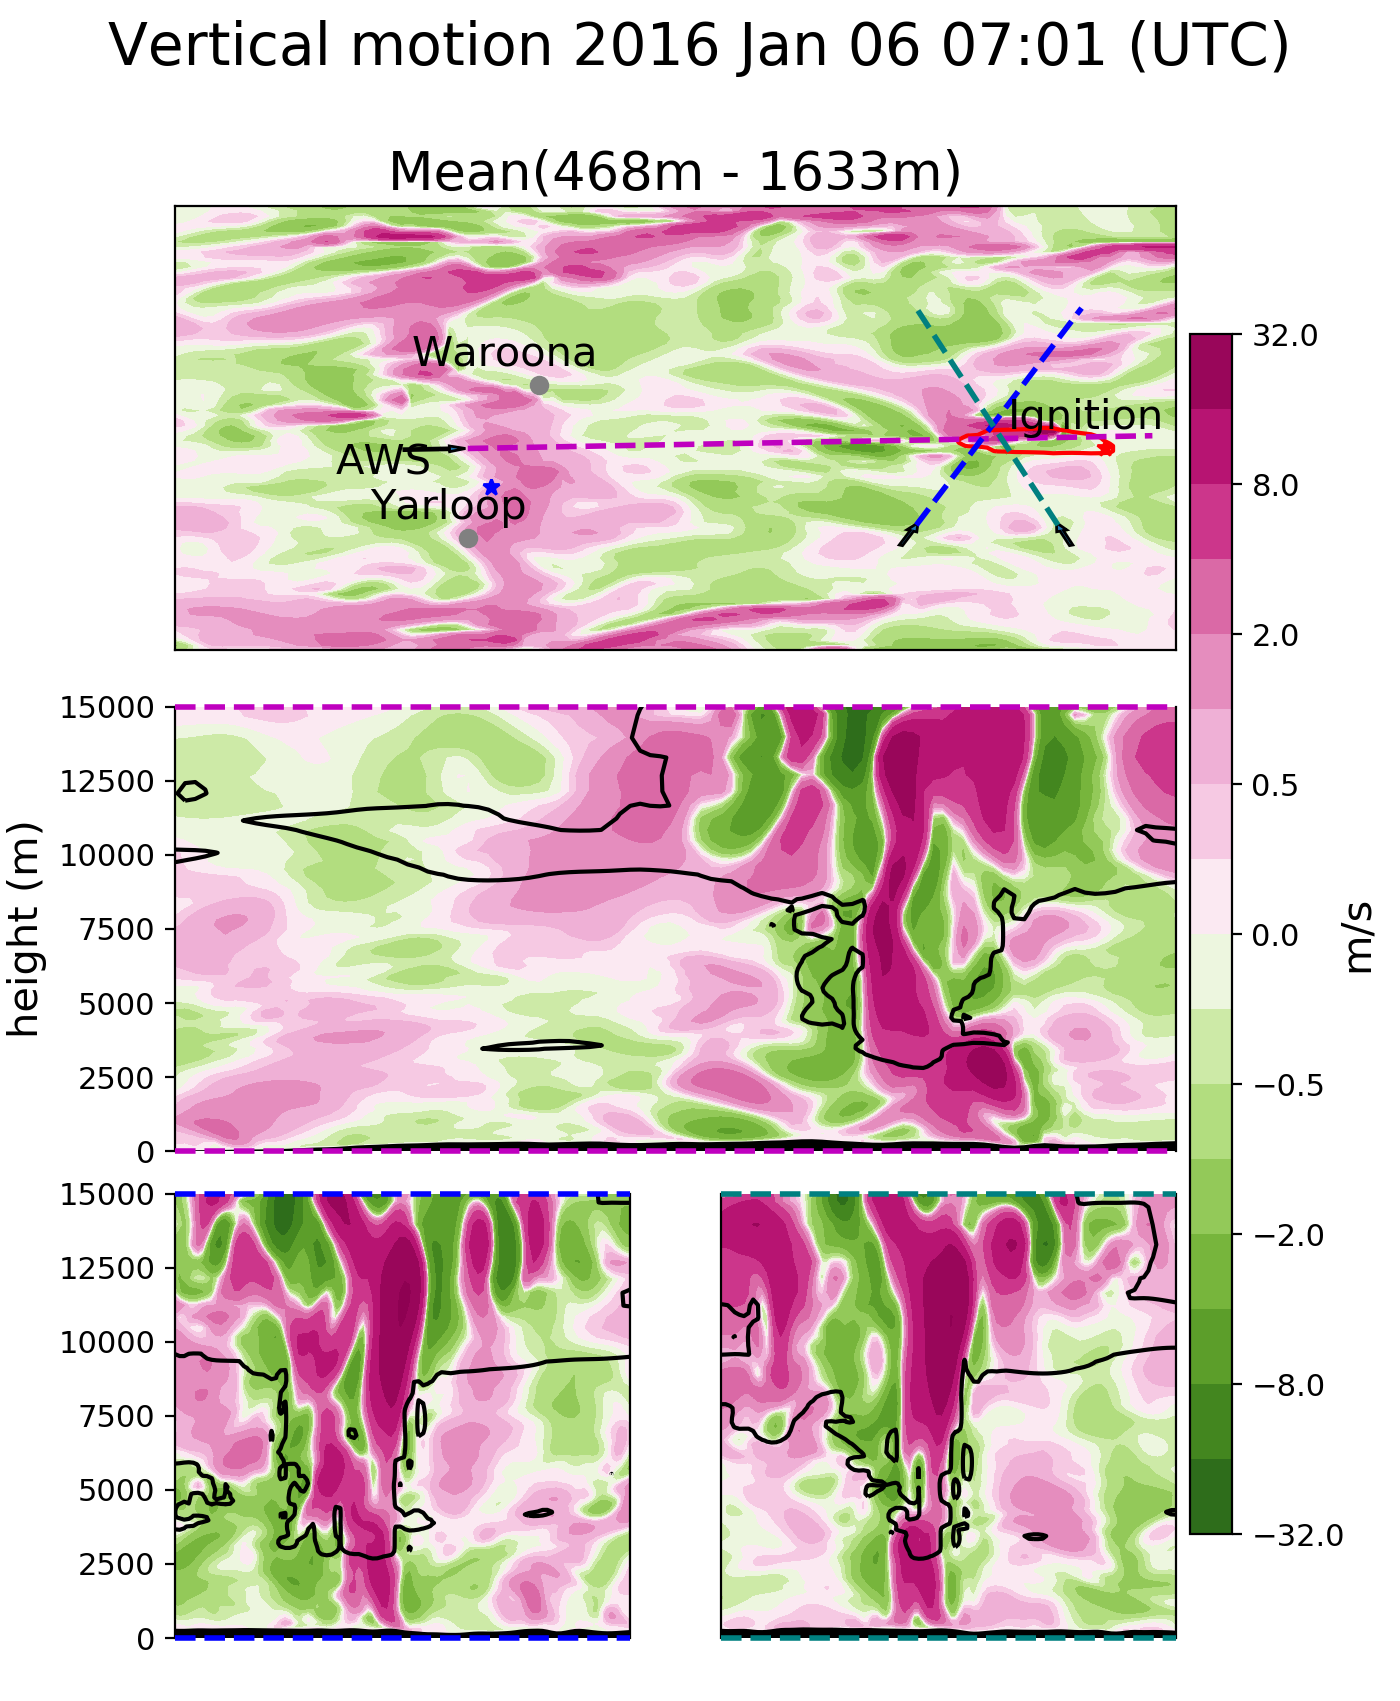 Vertical motion 2016 Jan 06 07:01 (UTC)
Mean(468m - 1633m)
Waroona
Ignition
AWS
Yarloop
32.0
8.0
2.0
0.5
0.0
−0.5
−2.0
−8.0
−32.0
m/s
height (m)
15000
12500
10000
7500
5000
2500
0
15000
12500
10000
7500
5000
2500
0